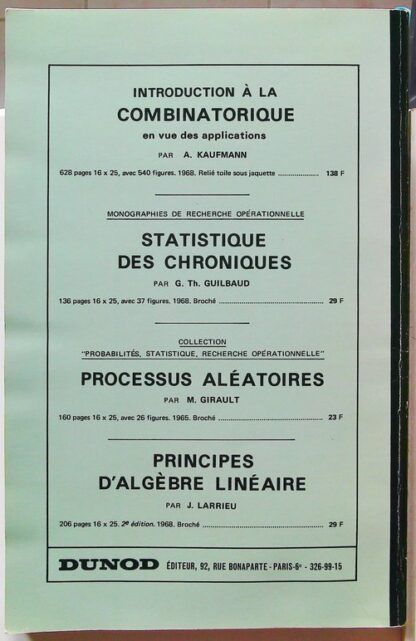 INTRODUCTION À LA
COMBINATORIQUE
en vue des applications
PAR A. KAUFMANN
628 pages 16 x 25, avec 540 figures. 1968. Relié toile sous jaquette .................... 138 F
MONOGRAPHIES DE RECHERCHE OPÉRATIONNELLE
STATISTIQUE
DES CHRONIQUES
PAR G. Th. GUILBAUD
136 pages 16 x 25, avec 37 figures. 1968. Broché .................... 29 F
COLLECTION
"PROBABILITÉS, STATISTIQUE, RECHERCHE OPÉRATIONNELLE"
PROCESSUS ALÉATOIRES
PAR M. GIRAULT
160 pages 16 x 25, avec 26 figures. 1965. Broché .................... 23 F
PRINCIPES
D'ALGÈBRE LINÉAIRE
PAR J. LARRIEU
206 pages 16 x 25. 2e édition. 1968. Broché .................... 29 F
DUNOD ÉDITEUR, 92, RUE BONAPARTE - PARIS-6e - 326-99-15